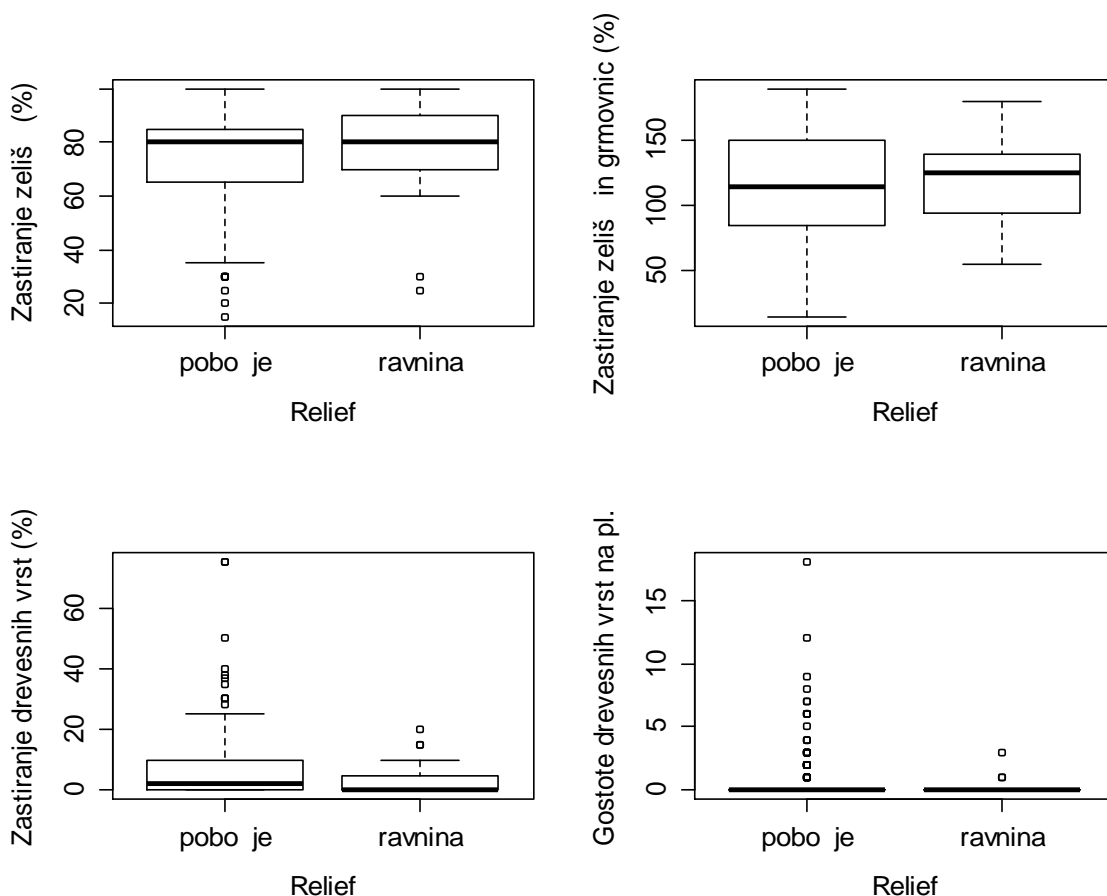 Zastiranje zeliš (%)
80
60
40
20
pobo je ravnina
Relief
Zastiranje zeliš in grmovnic (%)
150
100
50
pobo je ravnina
Relief
Zastiranje drevesnih vrst (%)
60
40
20
0
pobo je ravnina
Relief
Gostote drevesnih vrst na pl.
15
10
5
0
pobo je ravnina
Relief